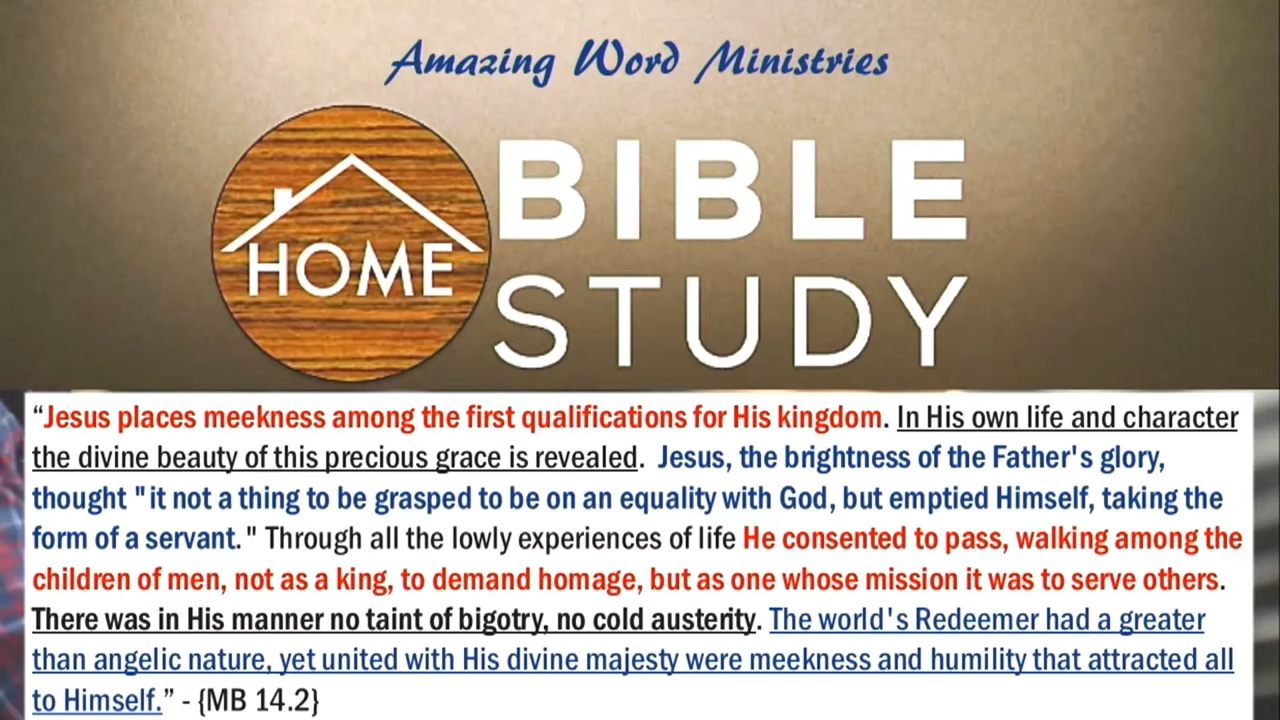 Amazing Word Ministries
HOME
BIBLE
STUDY
“Jesus places meekness among the first qualifications for His kingdom. In His own life and character
the divine beauty of this precious grace is revealed. Jesus, the brightness of the Father's glory,
thought "it not a thing to be grasped to be on an equality with God, but emptied Himself, taking the
form of a servant." Through all the lowly experiences of life He consented to pass, walking among the
children of men, not as a king, to demand homage, but as one whose mission it was to serve others.
There was in His manner no taint of bigotry, no cold austerity. The world's Redeemer had a greater
than angelic nature, yet united with His divine majesty were meekness and humility that attracted all
to Himself.” - {MB 14.2}